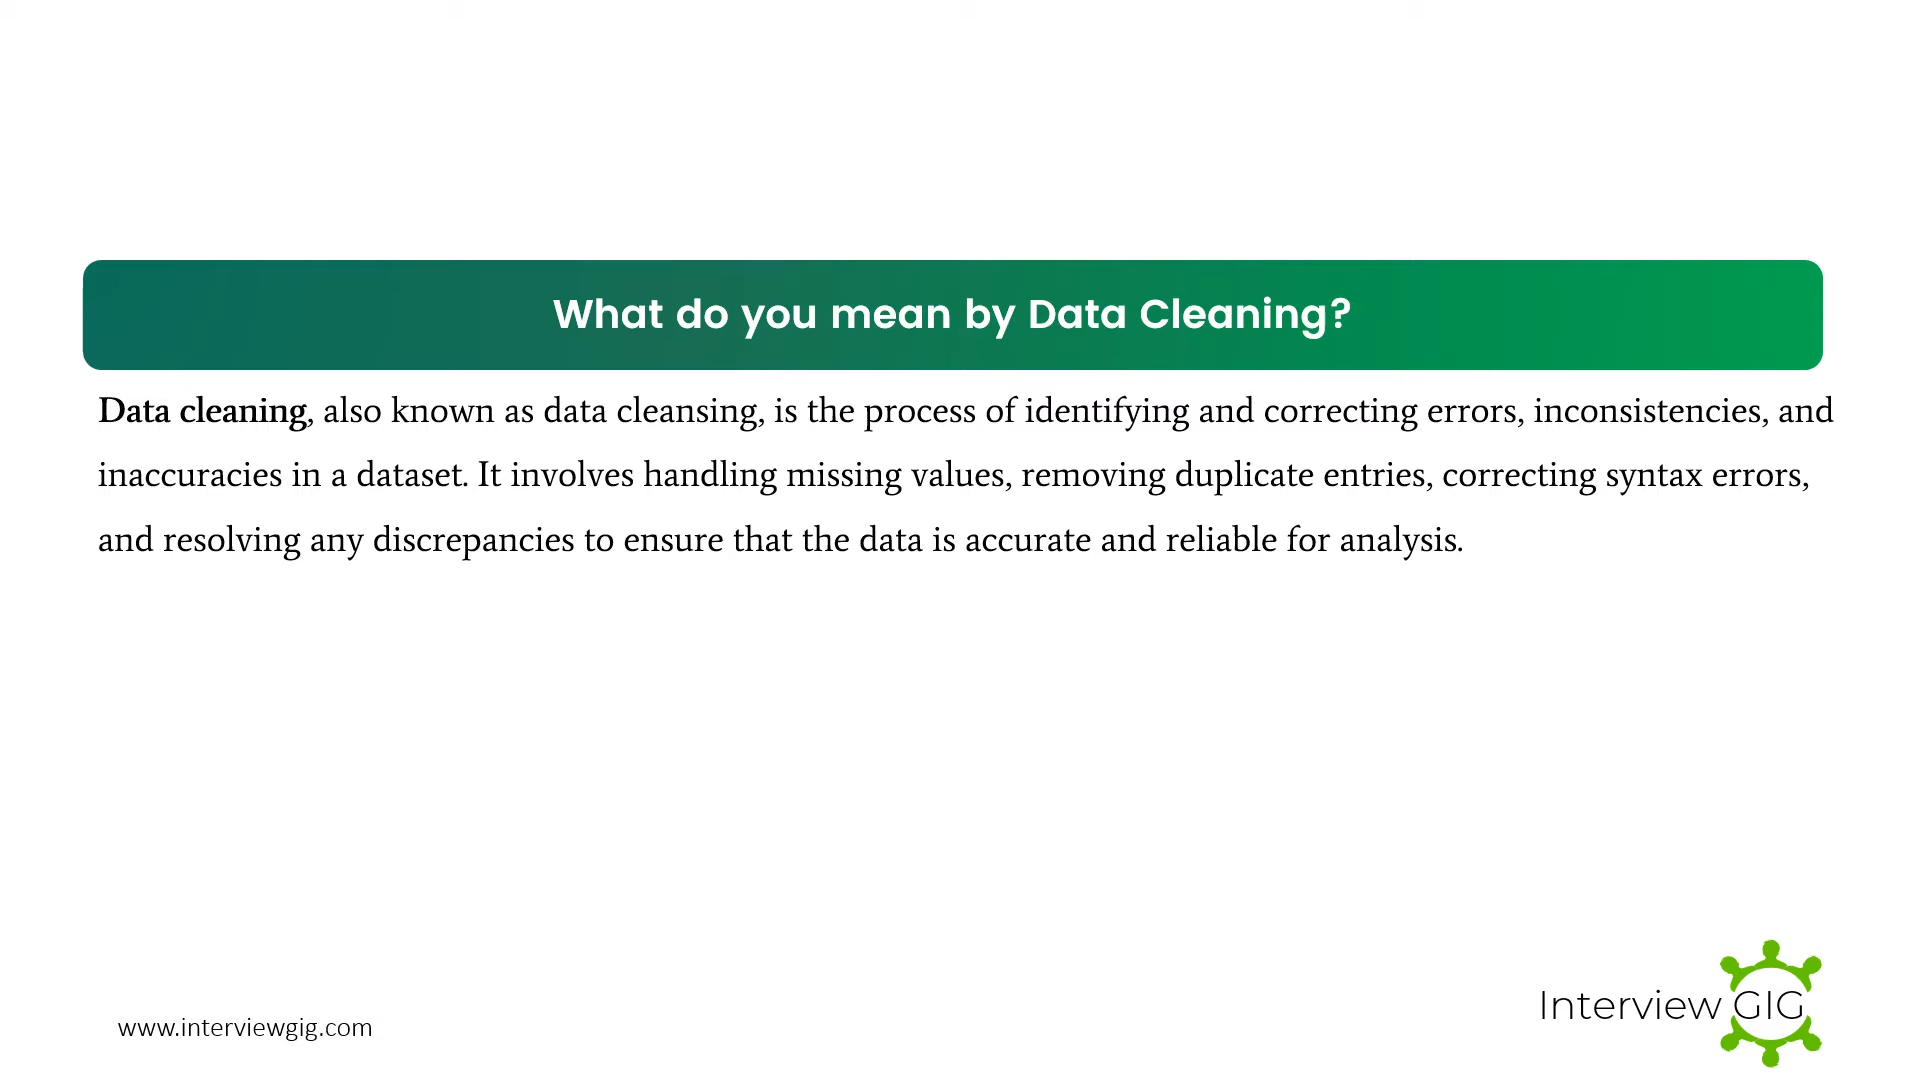 What do you mean by Data Cleaning?
Data cleaning, also known as data cleansing, is the process of identifying and correcting errors, inconsistencies, and
inaccuracies in a dataset. It involves handling missing values, removing duplicate entries, correcting syntax errors,
and resolving any discrepancies to ensure that the data is accurate and reliable for analysis.
Interview GIG
www.interviewgig.com